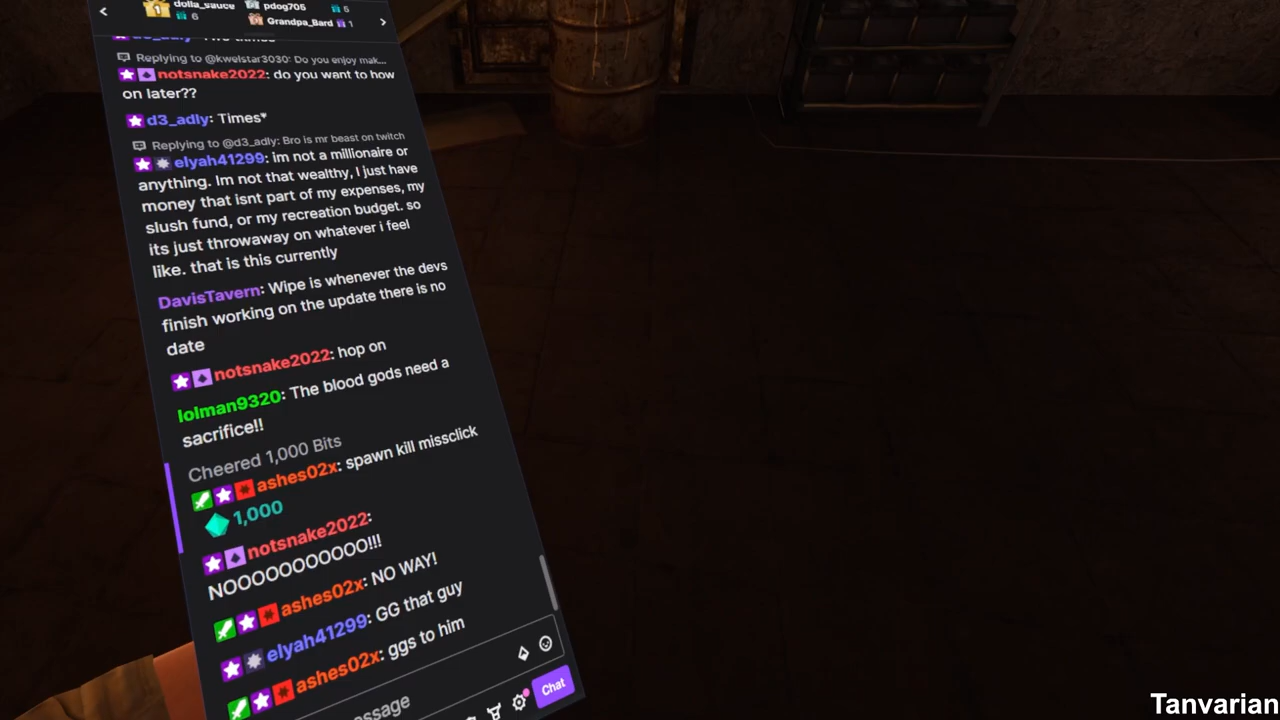 dolla_sauce
6
pdog705
5
Grandpa_Bard 1
d3_adly:
Replying to @kwelstar3030: Do you enjoy mak...
notsnake2022: do you want to how
on later??
d3_adly: Times*
Replying to @d3_adly: Bro is mr beast on twitch
elyah41299: im not a millionaire or
anything. Im not that wealthy, I just have
money that isnt part of my expenses, my
slush fund, or my recreation budget. so
its just throwaway on whatever i feel
like. that is this currently
DavisTavern: Wipe is whenever the devs
finish working on the update there is no
date
notsnake2022: hop on
lolman9320: The blood gods need a
sacrifice!!
Cheered 1,000 Bits
ashes02x: spawn kill missclick
1,000
notsnake2022:
NOOOOOOOOOOO!!!
ashes02x: NO WAY!
elyah41299: GG that guy
ashes02x: ggs to him
Chat
Tanvarian